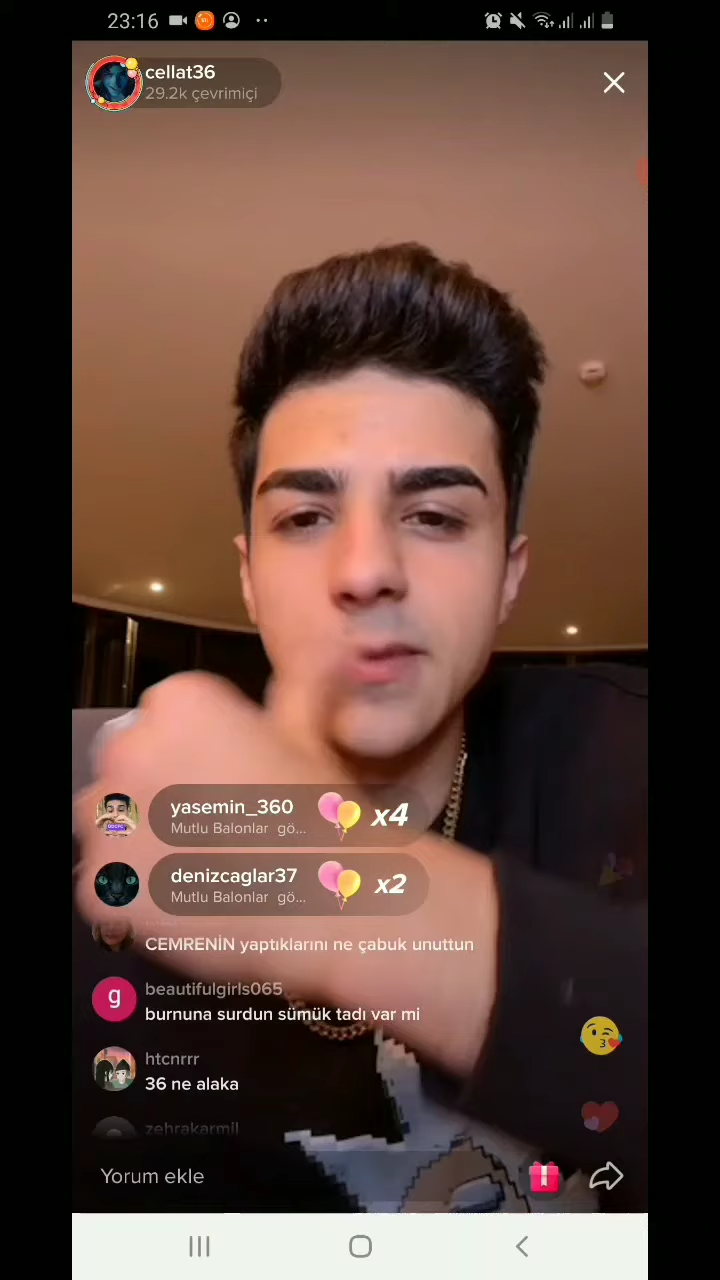 23:16
cellat36
29.2k çevrimiçi
yasemin_360
Mutlu Balonlar gö...
x4
denizcaglar37
Mutlu Balonlar gö...
x2
CEMRENİN yaptıklarını ne çabuk unuttun
g
beautifulgirls065
burnuna surdun sümük tadı var mi
htcnrrr
36 ne alaka
zehrakarmil
Yorum ekle